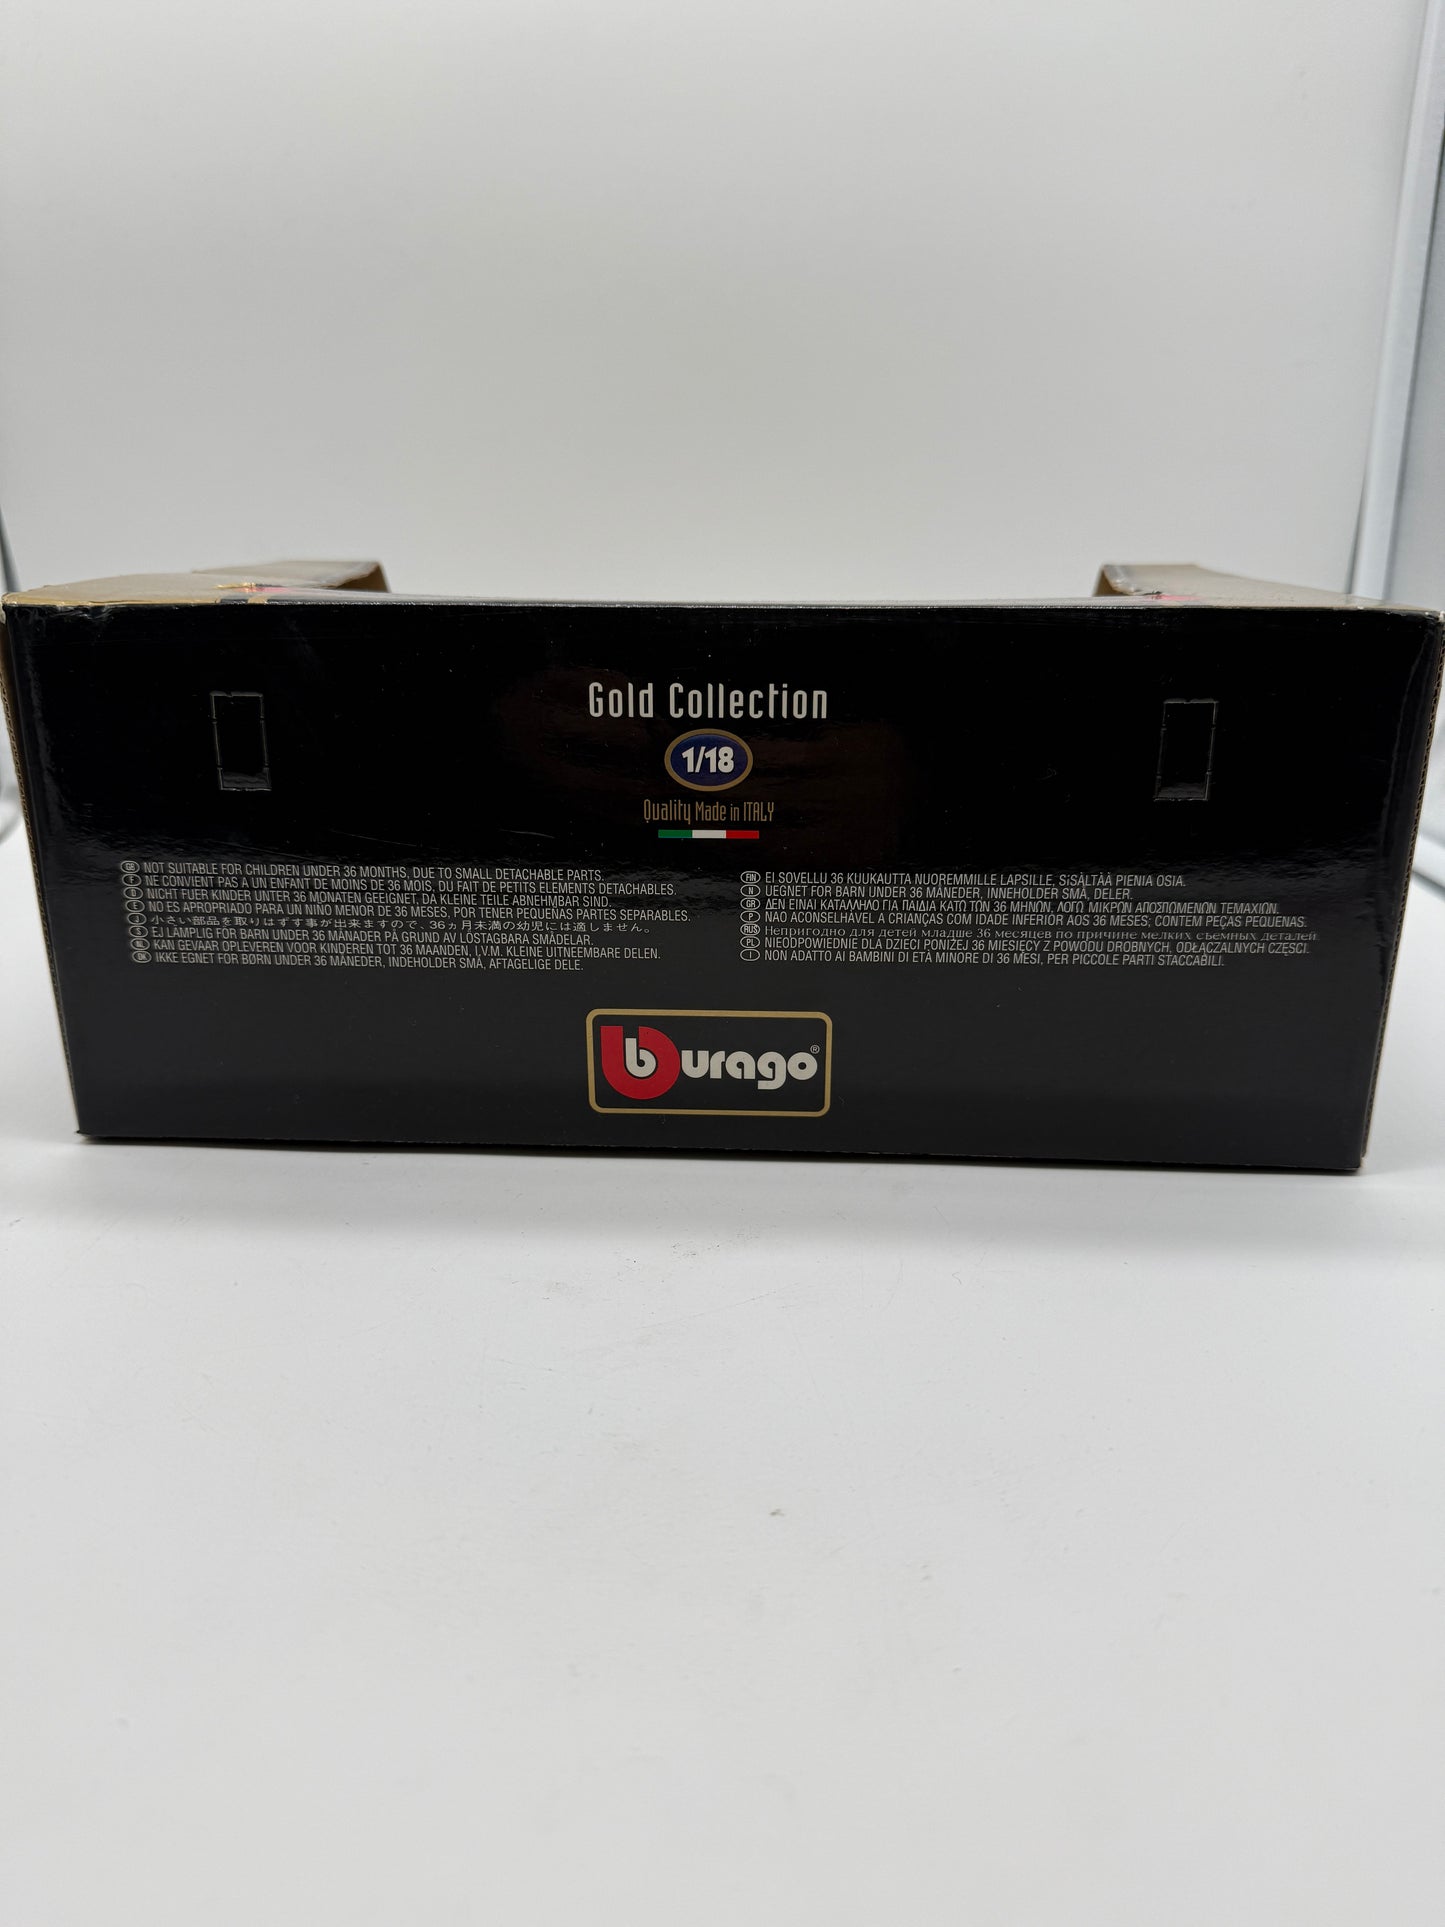 Gold Collection
1/18
Quality Made in ITALY
GB NOT SUITABLE FOR CHILDREN UNDER 36 MONTHS, DUE TO SMALL DETACHABLE PARTS.
F NE CONVIENT PAS A UN ENFANT DE MOINS DE 36 MOIS, DU FAIT DE PETITS ELEMENTS DETACHABLES.
D NICHT FUER KINDER UNTER 36 MONATEN GEEIGNET, DA KLEINE TEILE ABNEHMBAR SIND.
E NO ES APROPRIADO PARA UN NIÑO MENOR DE 36 MESES, POR TENER PEQUEÑAS PARTES SEPARABLES.
J 小さい部品を取りはずす事が出来ますので、36ヵ月未満の幼児には適しません。
S EJ LÄMPLIG FÖR BARN UNDER 36 MÅNADER PÅ GRUND AV LÖSTAGBARA SMÅDELAR.
NL KAN GEVAAR OPLEVEREN VOOR KINDEREN TOT 36 MAANDEN, I.V.M. KLEINE UITNEEMBARE DELEN.
DK IKKE EGNET FOR BØRN UNDER 36 MÅNEDER, INDEHOLDER SMÅ, AFTAGELIGE DELE.
FIN EI SOVELLU 36 KUUKAUTTA NUOREMMILLE LAPSILLE, SiSÄLTÄÄ PIENIA OSIA.
N UEGNET FOR BARN UNDER 36 MÅNEDER, INNEHOLDER SMÅ, DELER.
GR ΔΕΝ ΕΙΝΑΙ ΚΑΤΑΛΛΗΛΟ ΓΙΑ ΠΑΙΔΙΑ ΚΑΤΩ ΤΩΝ 36 ΜΗΝΩΝ, ΛΟΓΩ ΜΙΚΡΩΝ ΑΠΟΣΠΩΜΕΝΩΝ ΤΕΜΑΧΙΩΝ.
P NÃO ACONSELHÁVEL A CRIANÇAS COM IDADE INFERIOR AOS 36 MESES; CONTEM PEÇAS PEQUENAS.
RUS Непригодно для детей младше 36 месяцев по причине мелких съемных деталей
PL NIEODPOWIEDNIE DLA DZIECI PONIŻEJ 36 MIESIĘCY Z POWODU DROBNYCH, ODŁĄCZALNYCH CZĘSCI.
I NON ADATTO AI BAMBINI DI ETÀ MINORE DI 36 MESI, PER PICCOLE PARTI STACCABILI.
burago®